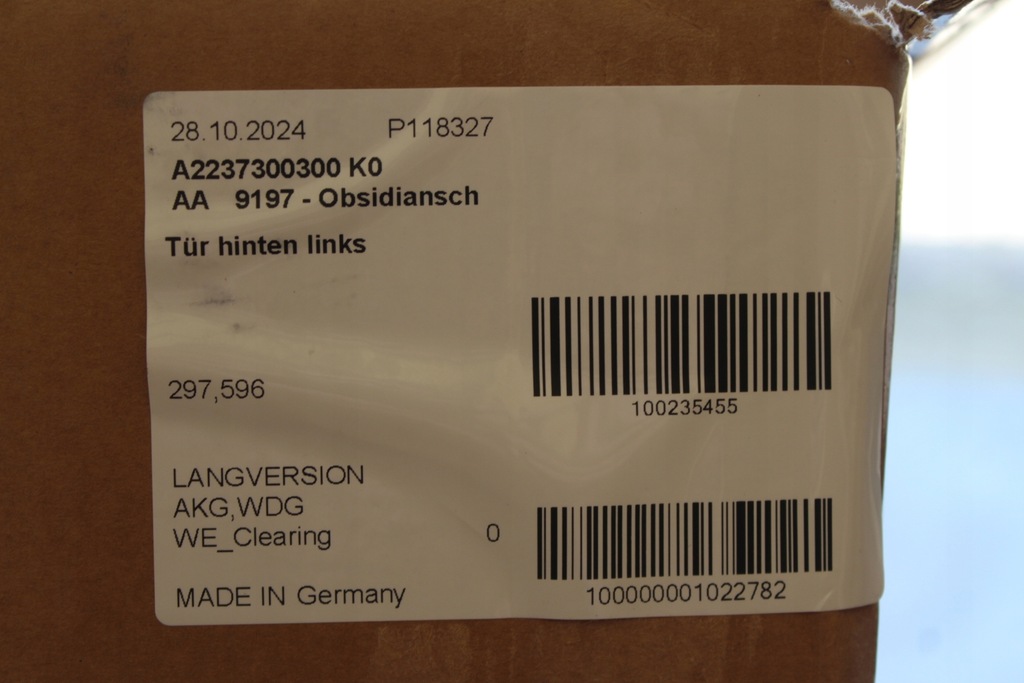 28.10.2024 P118327
A2237300300 K0
AA 9197 - Obsidiansch
Tür hinten links
297,596
100235455
LANGVERSION
AKG,WDG
WE_Clearing 0
100000001022782
MADE IN Germany